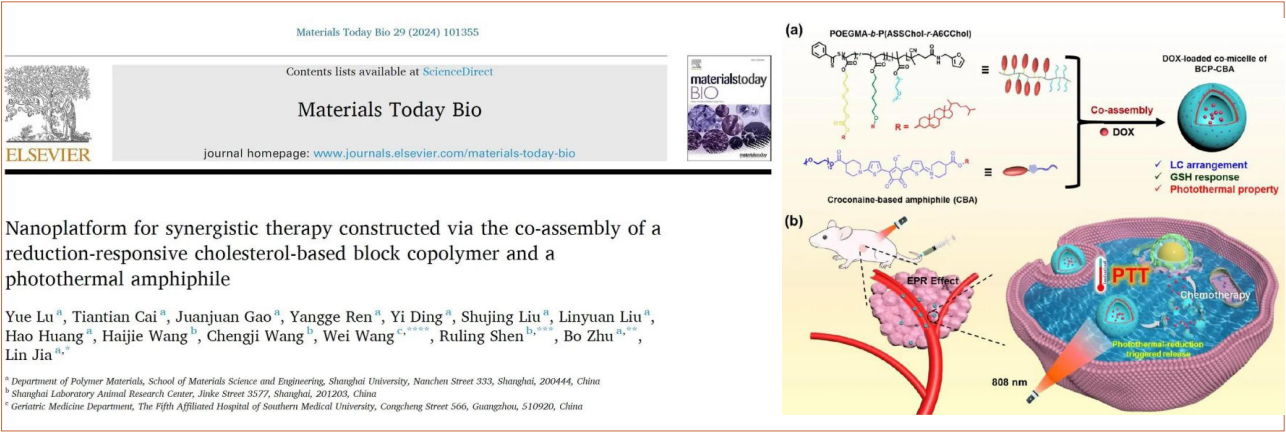 Materials Today Bio 29 (2024) 101355
Contents lists available at ScienceDirect
Materials Today Bio
journal homepage: www.journals.elsevier.com/materials-today-bio
ELSEVIER
materialstoday
BIO
Nanoplatform for synergistic therapy constructed via the co-assembly of a
reduction-responsive cholesterol-based block copolymer and a
photothermal amphiphile
Yue Lu a, Tiantian Cai a, Juanjuan Gao a, Yangge Ren a, Yi Ding a, Shujing Liu a, Linyuan Liu a,
Hao Huang a, Haijie Wang b, Chengji Wang b, Wei Wang c,****, Ruling Shen b,***, Bo Zhu a,**,
Lin Jia a,*
a Department of Polymer Materials, School of Materials Science and Engineering, Shanghai University, Nanchen Street 333, Shanghai, 200444, China
b Shanghai Laboratory Animal Research Center, Jinke Street 3577, Shanghai, 201203, China
c Geriatric Medicine Department, The Fifth Affiliated Hospital of Southern Medical University, Congcheng Street 566, Guangzhou, 510920, China
(a)
POEGMA-b-P(ASSChol-r-A6CChol)
R =
Croconaine-based amphiphile (CBA)
Co-assembly
DOX
DOX-loaded co-micelle of
BCP-CBA
✓ LC arrangement
✓ GSH response
✓ Photothermal property
(b)
EPR Effect
PTT
Chemotherapy
Photothermal-reduction
triggered release
808 nm